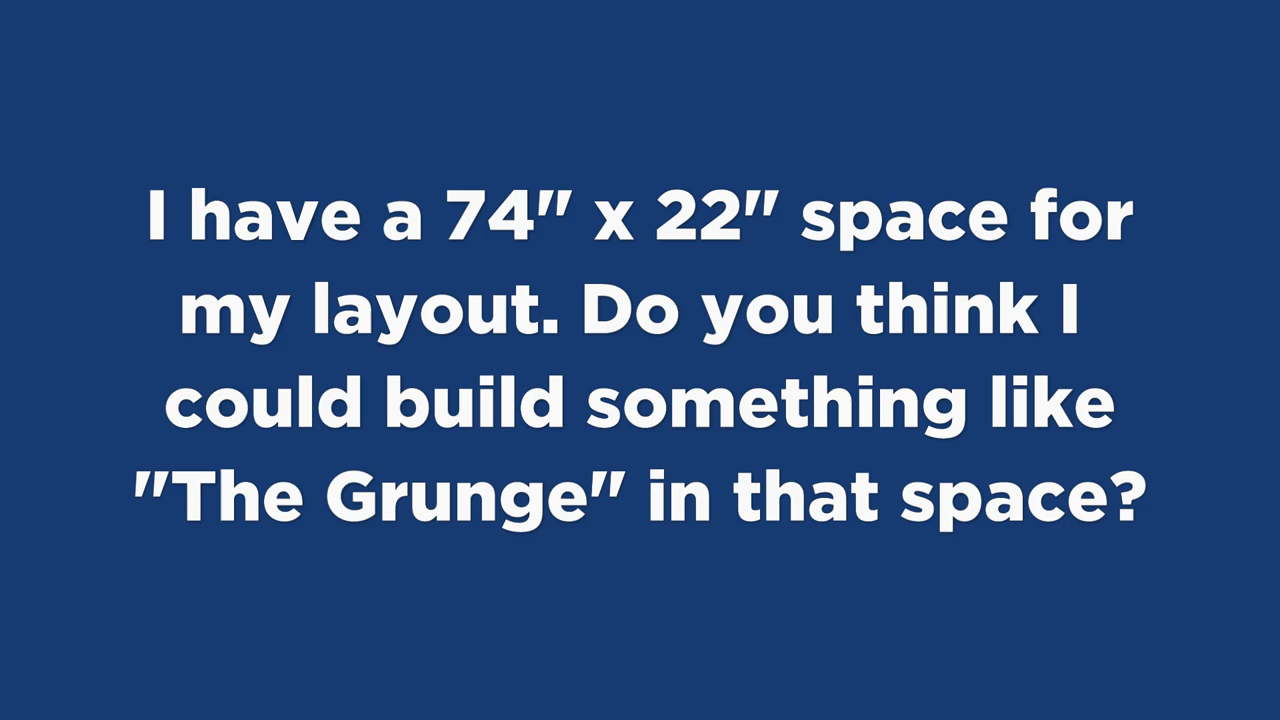 I have a 74" x 22" space for
my layout. Do you think I
could build something like
"The Grunge" in that space?